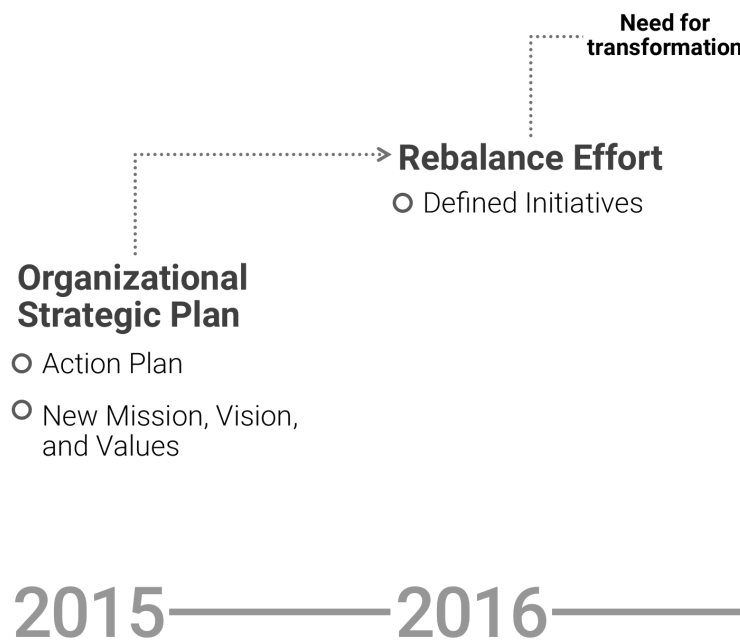 Need for
transformation
Rebalance Effort
Defined Initiatives
Organizational
Strategic Plan
Action Plan
New Mission, Vision,
and Values
2015
2016